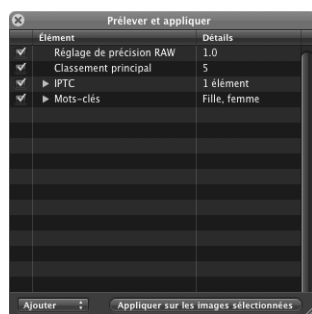 Prélever et appliquer
Élément Détails
Réglage de précision RAW 1.0
Classement principal 5
IPTC 1 élément
Mots-clés Fille, femme
Ajouter Appliquer sur les images sélectionnées